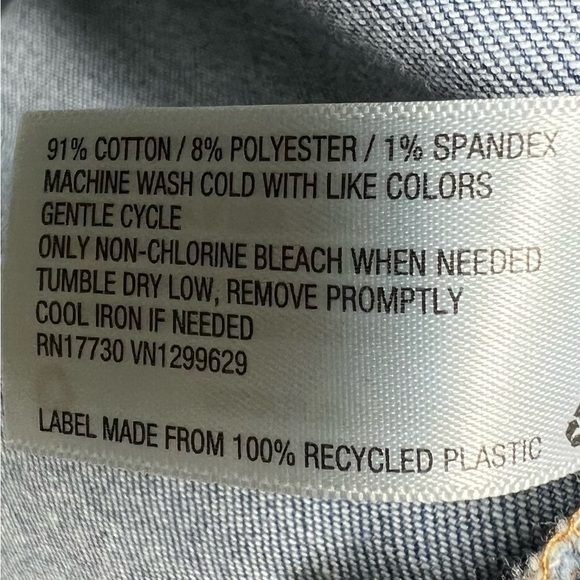 91% COTTON / 8% POLYESTER / 1% SPANDEX
MACHINE WASH COLD WITH LIKE COLORS
GENTLE CYCLE
ONLY NON-CHLORINE BLEACH WHEN NEEDED
TUMBLE DRY LOW, REMOVE PROMPTLY
COOL IRON IF NEEDED
RN17730 VN1299629
LABEL MADE FROM 100% RECYCLED PLASTIC